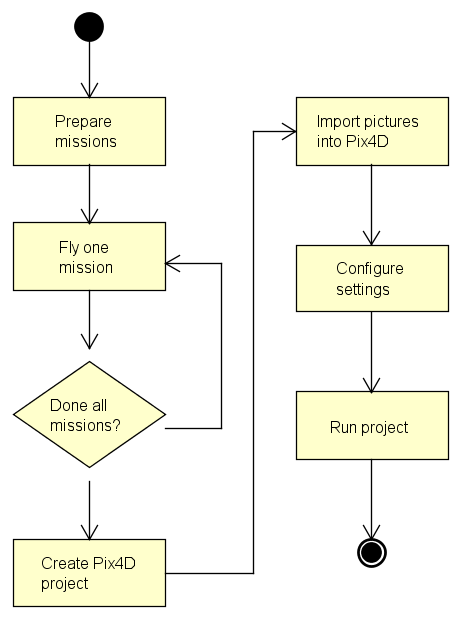 Prepare
missions
Fly one
mission
Done all
missions?
Create Pix4D
project
Import pictures
into Pix4D
Configure
settings
Run project